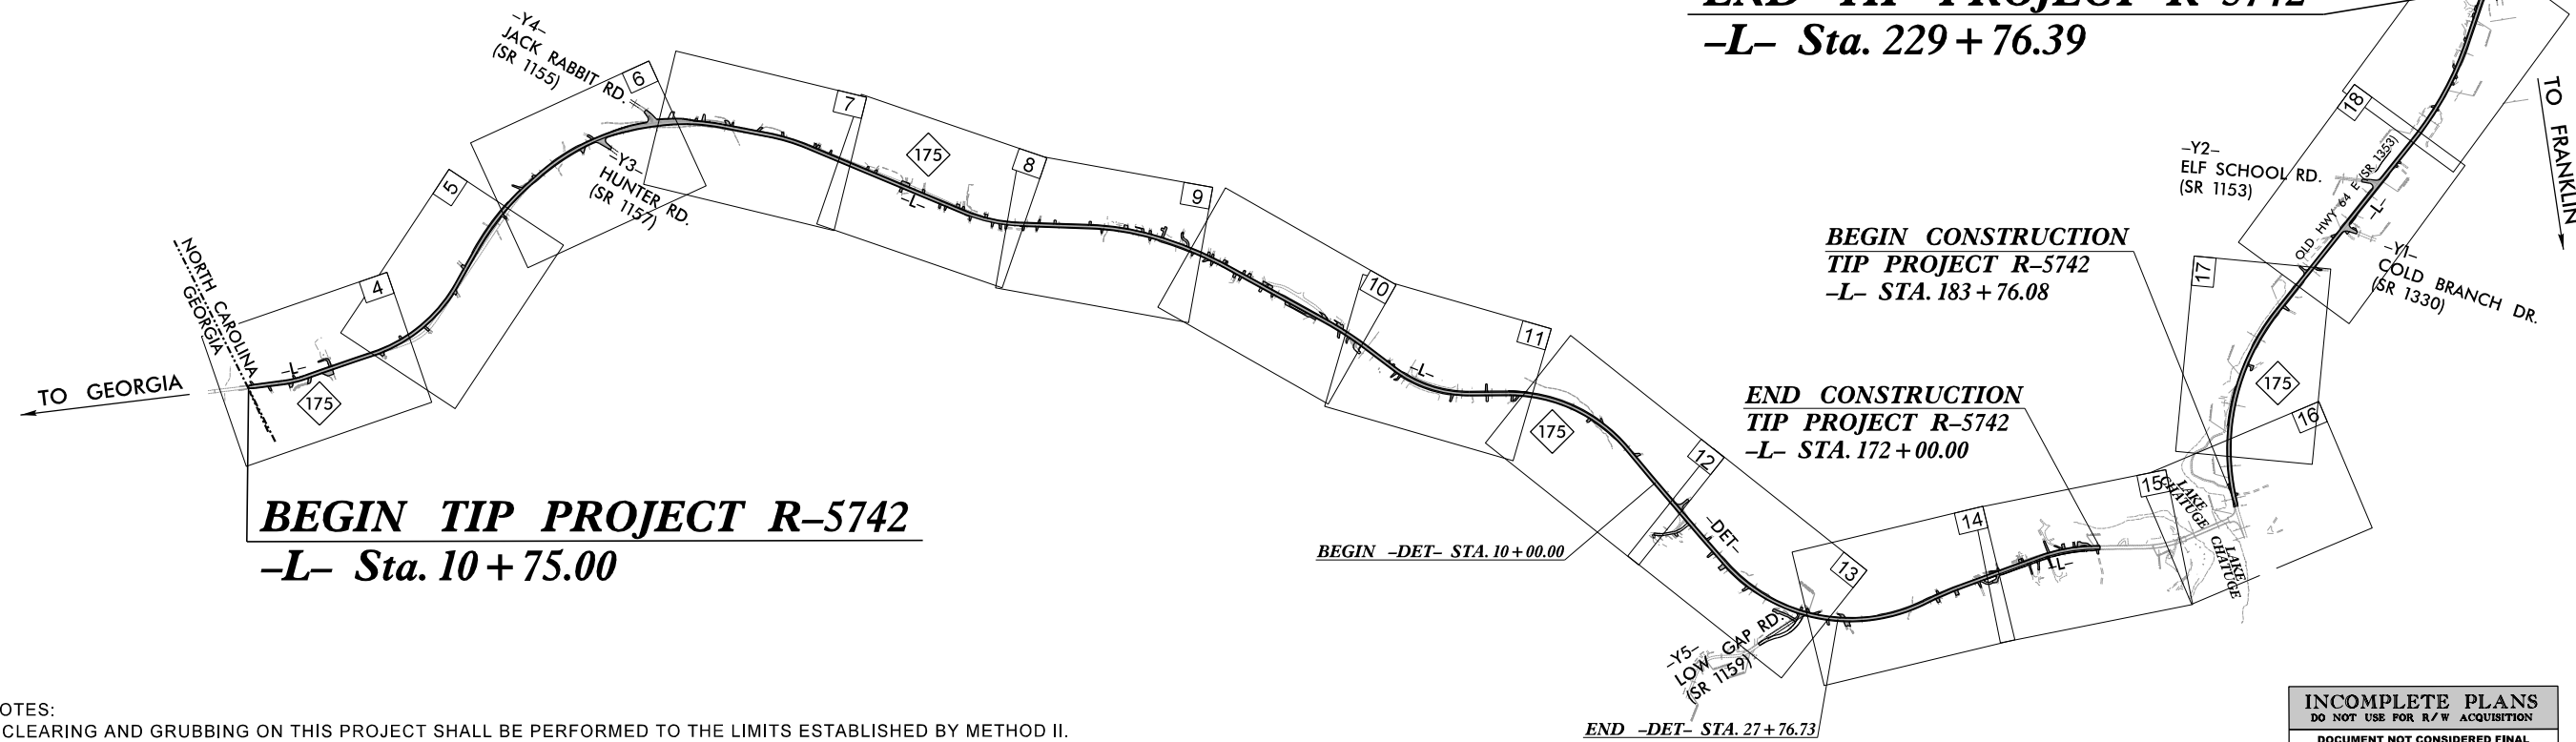 END TIP PROJECT R–5742
–L– Sta. 229+76.39
–Y4–
JACK RABBIT RD.
(SR 1155)
6
7
175
8
9
–L–
–Y3–
HUNTER RD.
(SR 1157)
5
4
NORTH CAROLINA
GEORGIA
–L–
175
TO GEORGIA
BEGIN TIP PROJECT R–5742
–L– Sta. 10+75.00
10
11
–L–
175
12
BEGIN –DET– STA. 10+00.00
–DET–
13
–Y5–
LOW GAP RD.
(SR 1159)
END –DET– STA. 27+76.73
14
–L–
15
END CONSTRUCTION
TIP PROJECT R–5742
–L– STA. 172+00.00
LAKE
CHATUGE
LAKE
CHATUGE
16
175
17
BEGIN CONSTRUCTION
TIP PROJECT R–5742
–L– STA. 183+76.08
–Y2–
ELF SCHOOL RD.
(SR 1153)
OLD HWY 64 E (SR 1353)
–L–
–Y1–
COLD BRANCH DR.
(SR 1330)
18
TO FRANKLIN
OTES:
CLEARING AND GRUBBING ON THIS PROJECT SHALL BE PERFORMED TO THE LIMITS ESTABLISHED BY METHOD II.
INCOMPLETE PLANS
DO NOT USE FOR R/W ACQUISITION
DOCUMENT NOT CONSIDERED FINAL